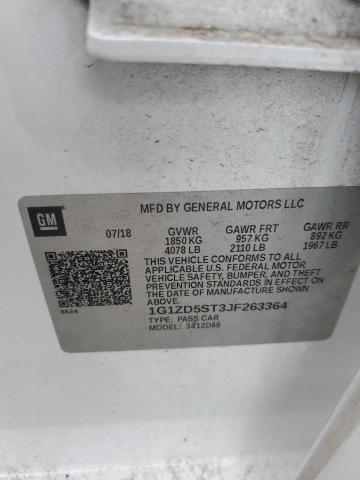 GM
MFD BY GENERAL MOTORS LLC
07/18 GVWR GAWR FRT GAWR RR
1850 KG 957 KG 892 KG
4078 LB 2110 LB 1967 LB
THIS VEHICLE CONFORMS TO ALL
APPLICABLE U.S. FEDERAL MOTOR
VEHICLE SAFETY, BUMPER, AND THEFT
PREVENTION STANDARDS IN EFFECT ON
THE DATE OF MANUFACTURE SHOWN ABOVE.
1G1ZD5ST3JF263364
TYPE: PASS CAR
MODEL: 341ZD69
S624